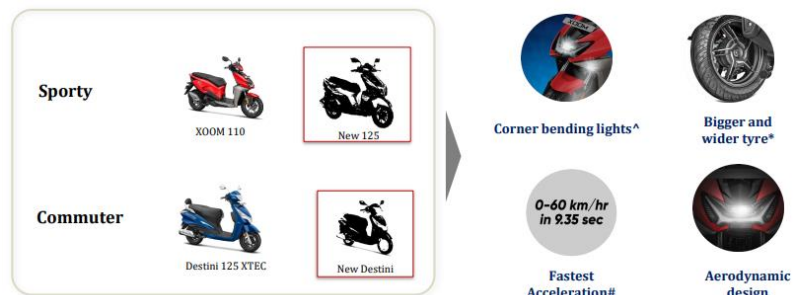 Sporty
XOOM 110
New 125
Commuter
Destini 125 XTEC
New Destini
XOOM
Corner bending lights^
Bigger and
wider tyre*
0-60 km/hr
in 9.35 sec
Fastest
Acceleration#
Aerodynamic
design